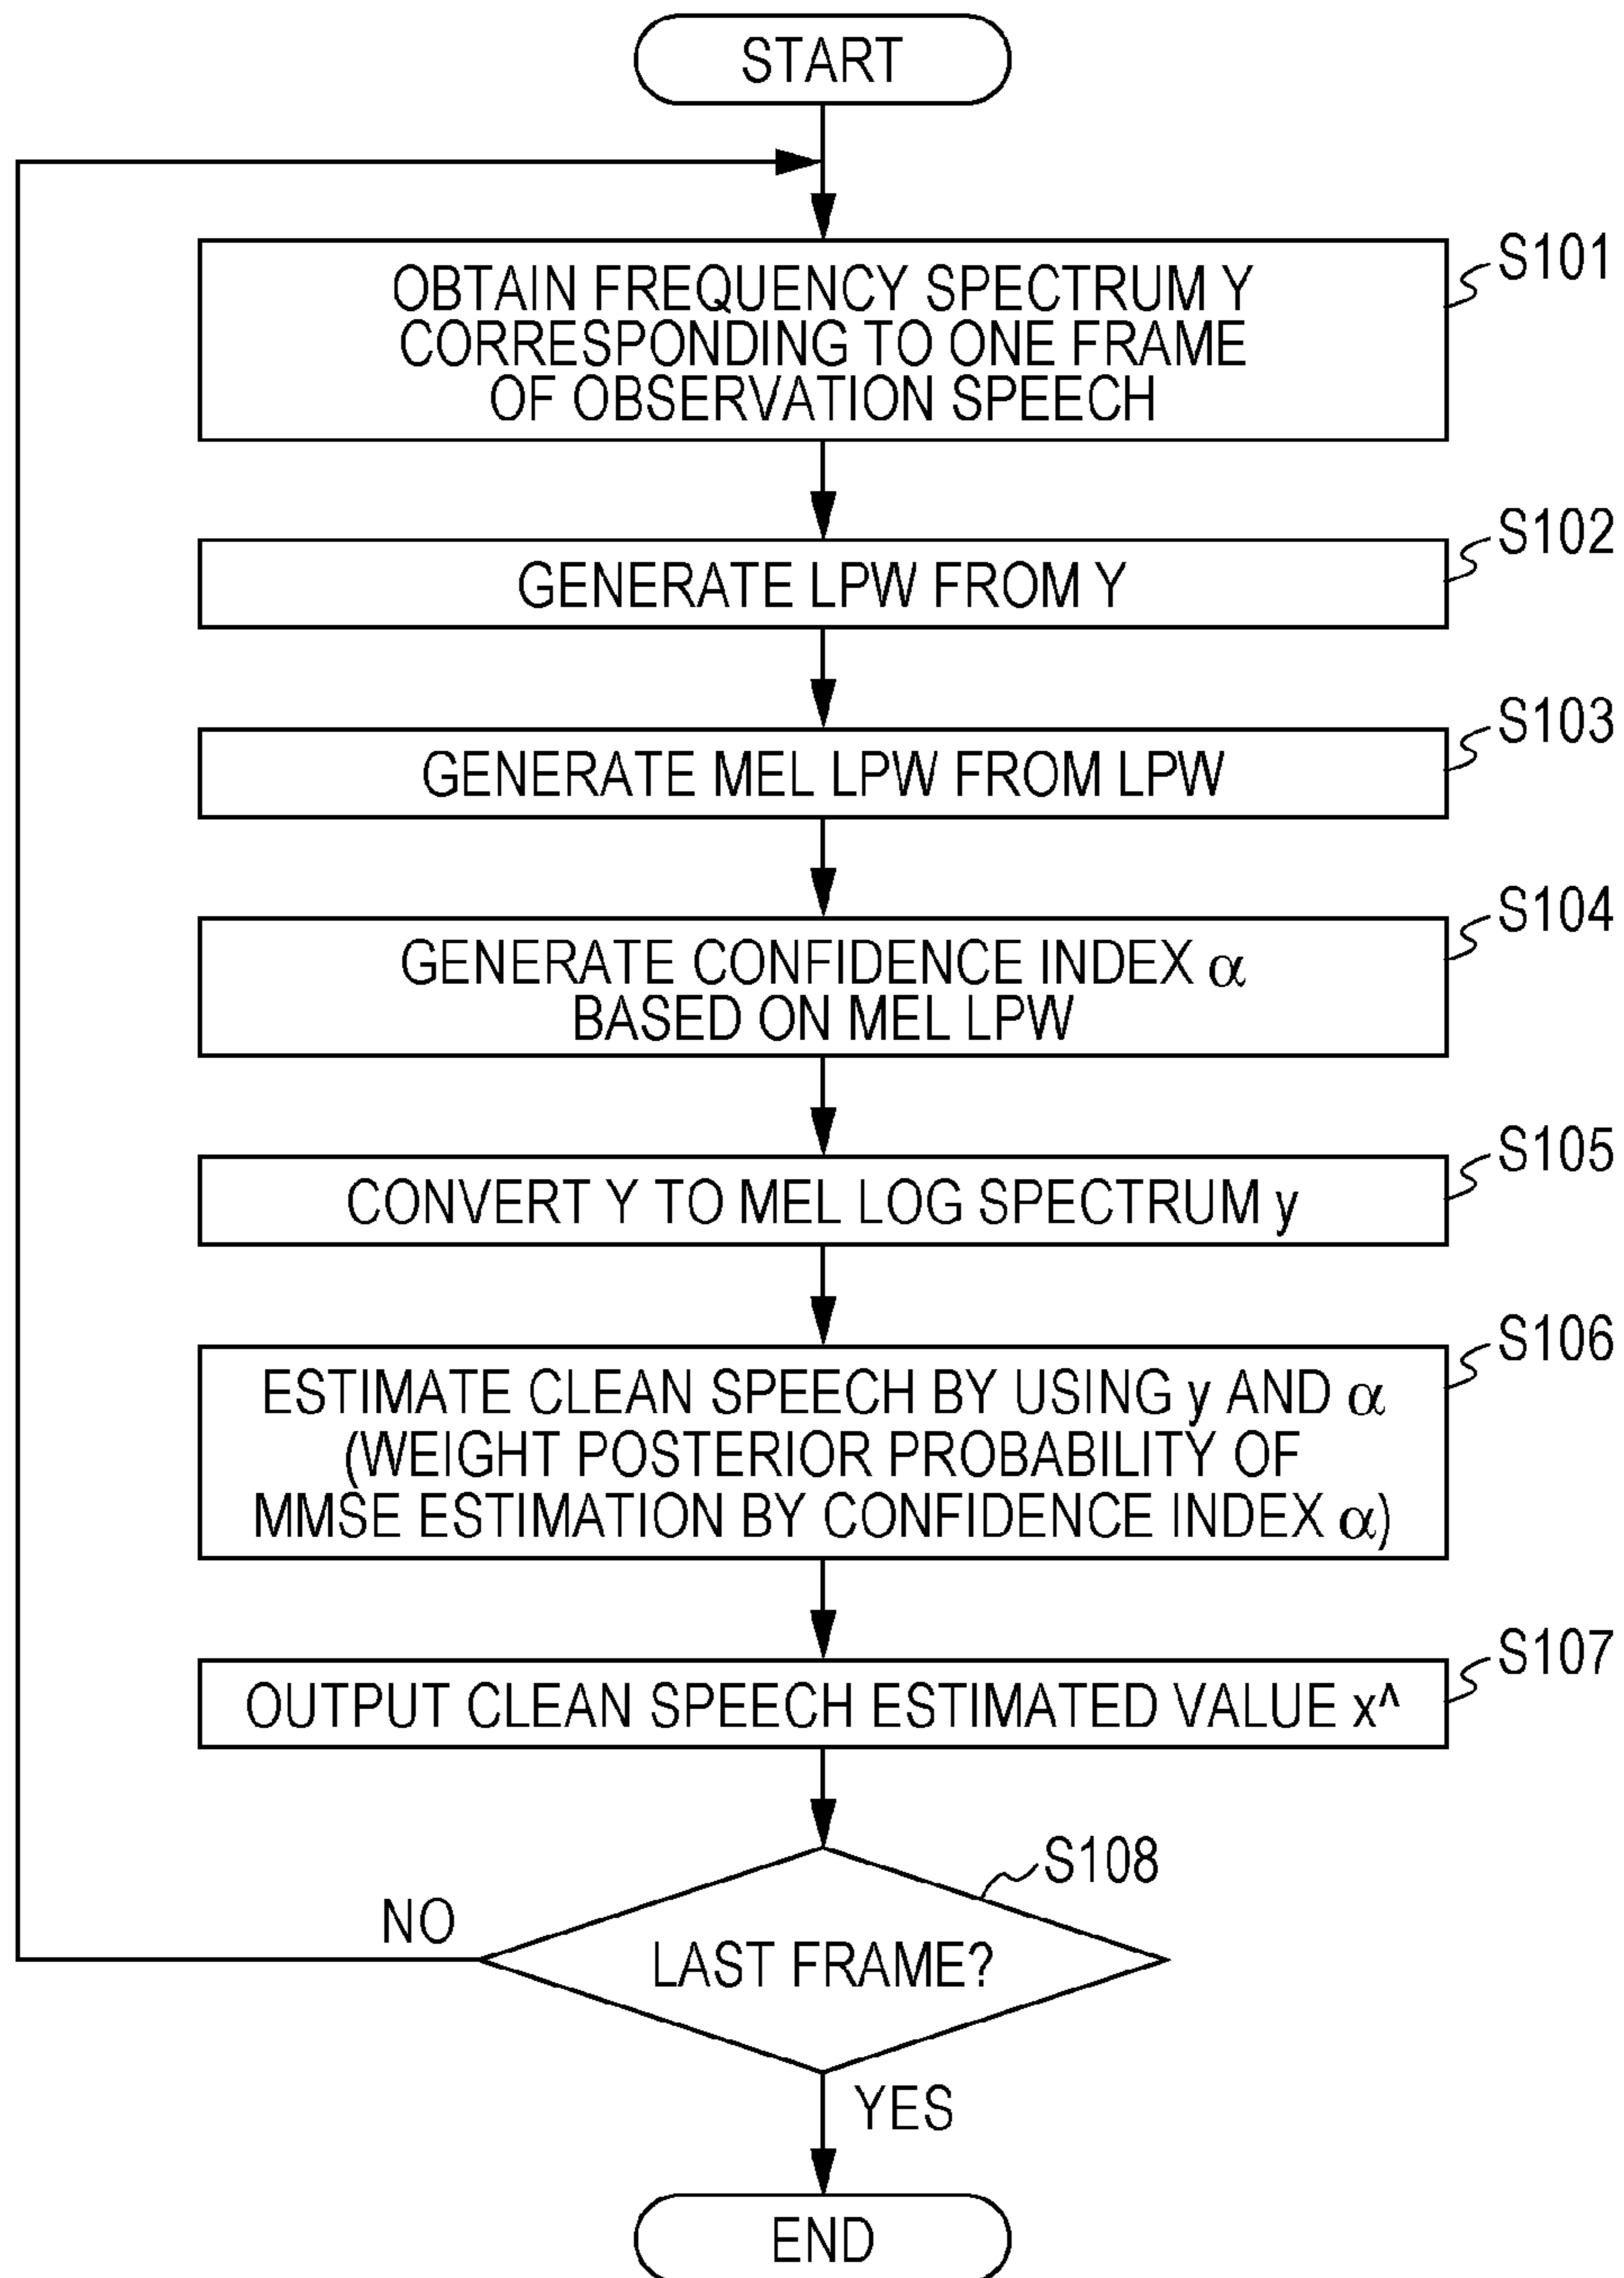 START
OBTAIN FREQUENCY SPECTRUM Y
CORRESPONDING TO ONE FRAME
OF OBSERVATION SPEECH
S101
GENERATE LPW FROM Y
S102
GENERATE MEL LPW FROM LPW
S103
GENERATE CONFIDENCE INDEX α
BASED ON MEL LPW
S104
CONVERT Y TO MEL LOG SPECTRUM y
S105
ESTIMATE CLEAN SPEECH BY USING y AND α
(WEIGHT POSTERIOR PROBABILITY OF
MMSE ESTIMATION BY CONFIDENCE INDEX α)
S106
OUTPUT CLEAN SPEECH ESTIMATED VALUE x^
S107
S108
LAST FRAME?
NO
YES
END